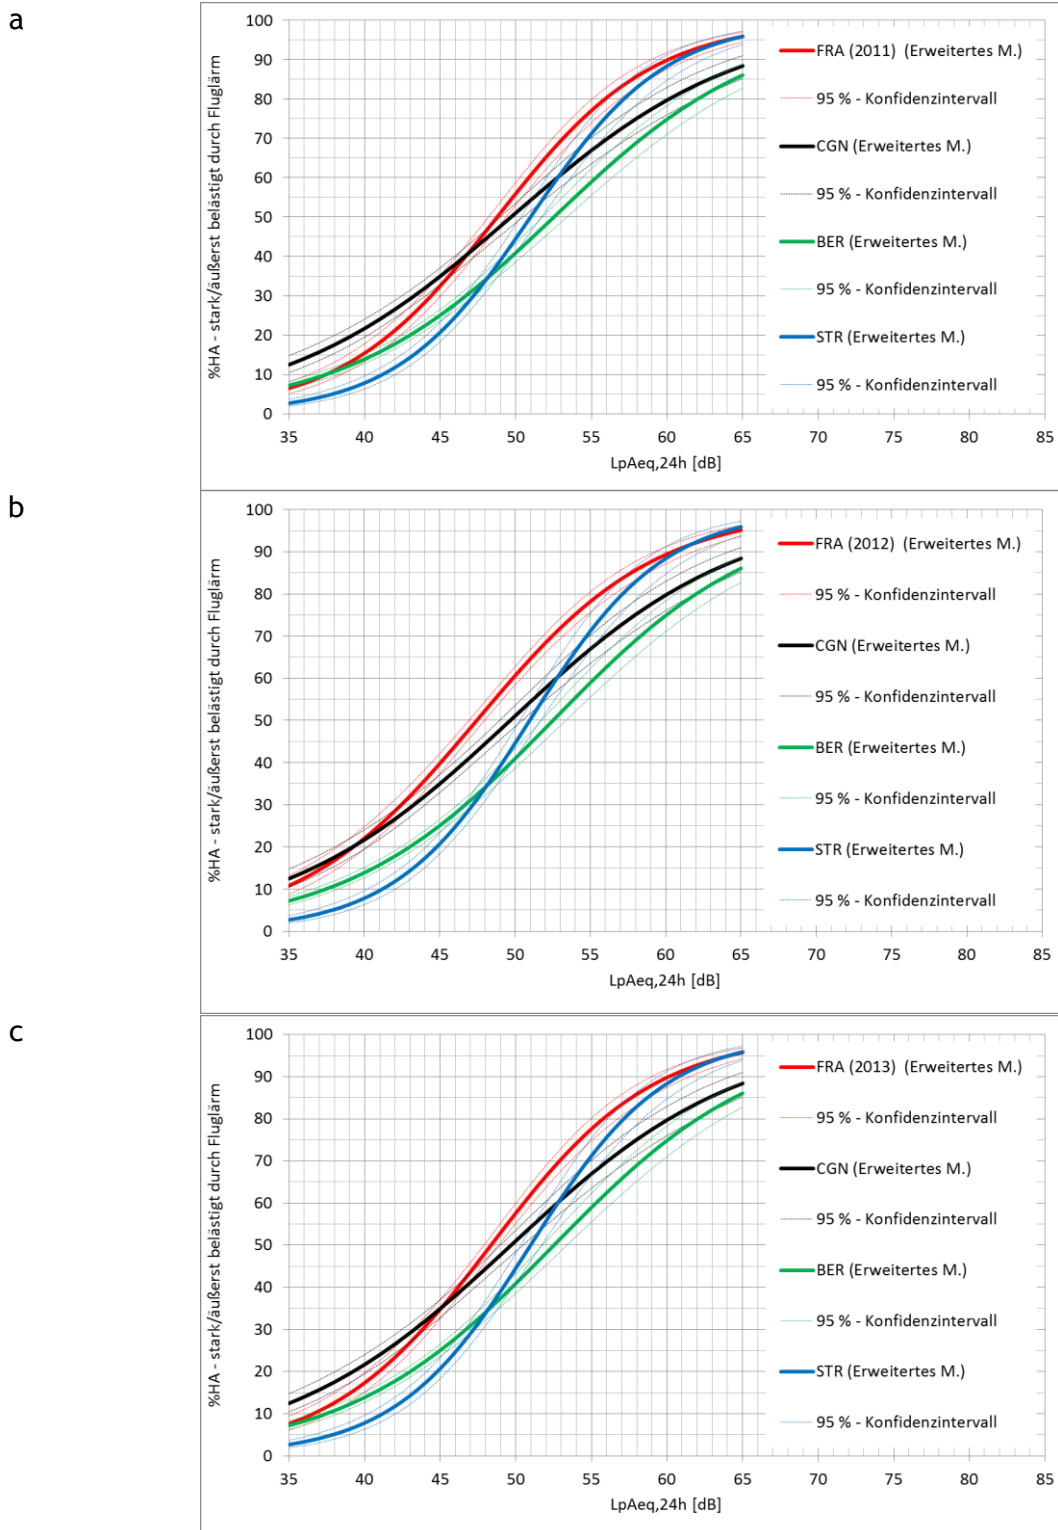 a
%HA - stark/äußerst belästigt durch Fluglärm
100
90
80
70
60
50
40
30
20
10
0
35 40 45 50 55 60 65 70 75 80 85
LpAeq,24h [dB]
FRA (2011) (Erweitertes M.)
95 % - Konfidenzintervall
CGN (Erweitertes M.)
95 % - Konfidenzintervall
BER (Erweitertes M.)
95 % - Konfidenzintervall
STR (Erweitertes M.)
95 % - Konfidenzintervall
b
%HA - stark/äußerst belästigt durch Fluglärm
100
90
80
70
60
50
40
30
20
10
0
35 40 45 50 55 60 65 70 75 80 85
LpAeq,24h [dB]
FRA (2012) (Erweitertes M.)
95 % - Konfidenzintervall
CGN (Erweitertes M.)
95 % - Konfidenzintervall
BER (Erweitertes M.)
95 % - Konfidenzintervall
STR (Erweitertes M.)
95 % - Konfidenzintervall
c
%HA - stark/äußerst belästigt durch Fluglärm
100
90
80
70
60
50
40
30
20
10
0
35 40 45 50 55 60 65 70 75 80 85
LpAeq,24h [dB]
FRA (2013) (Erweitertes M.)
95 % - Konfidenzintervall
CGN (Erweitertes M.)
95 % - Konfidenzintervall
BER (Erweitertes M.)
95 % - Konfidenzintervall
STR (Erweitertes M.)
95 % - Konfidenzintervall